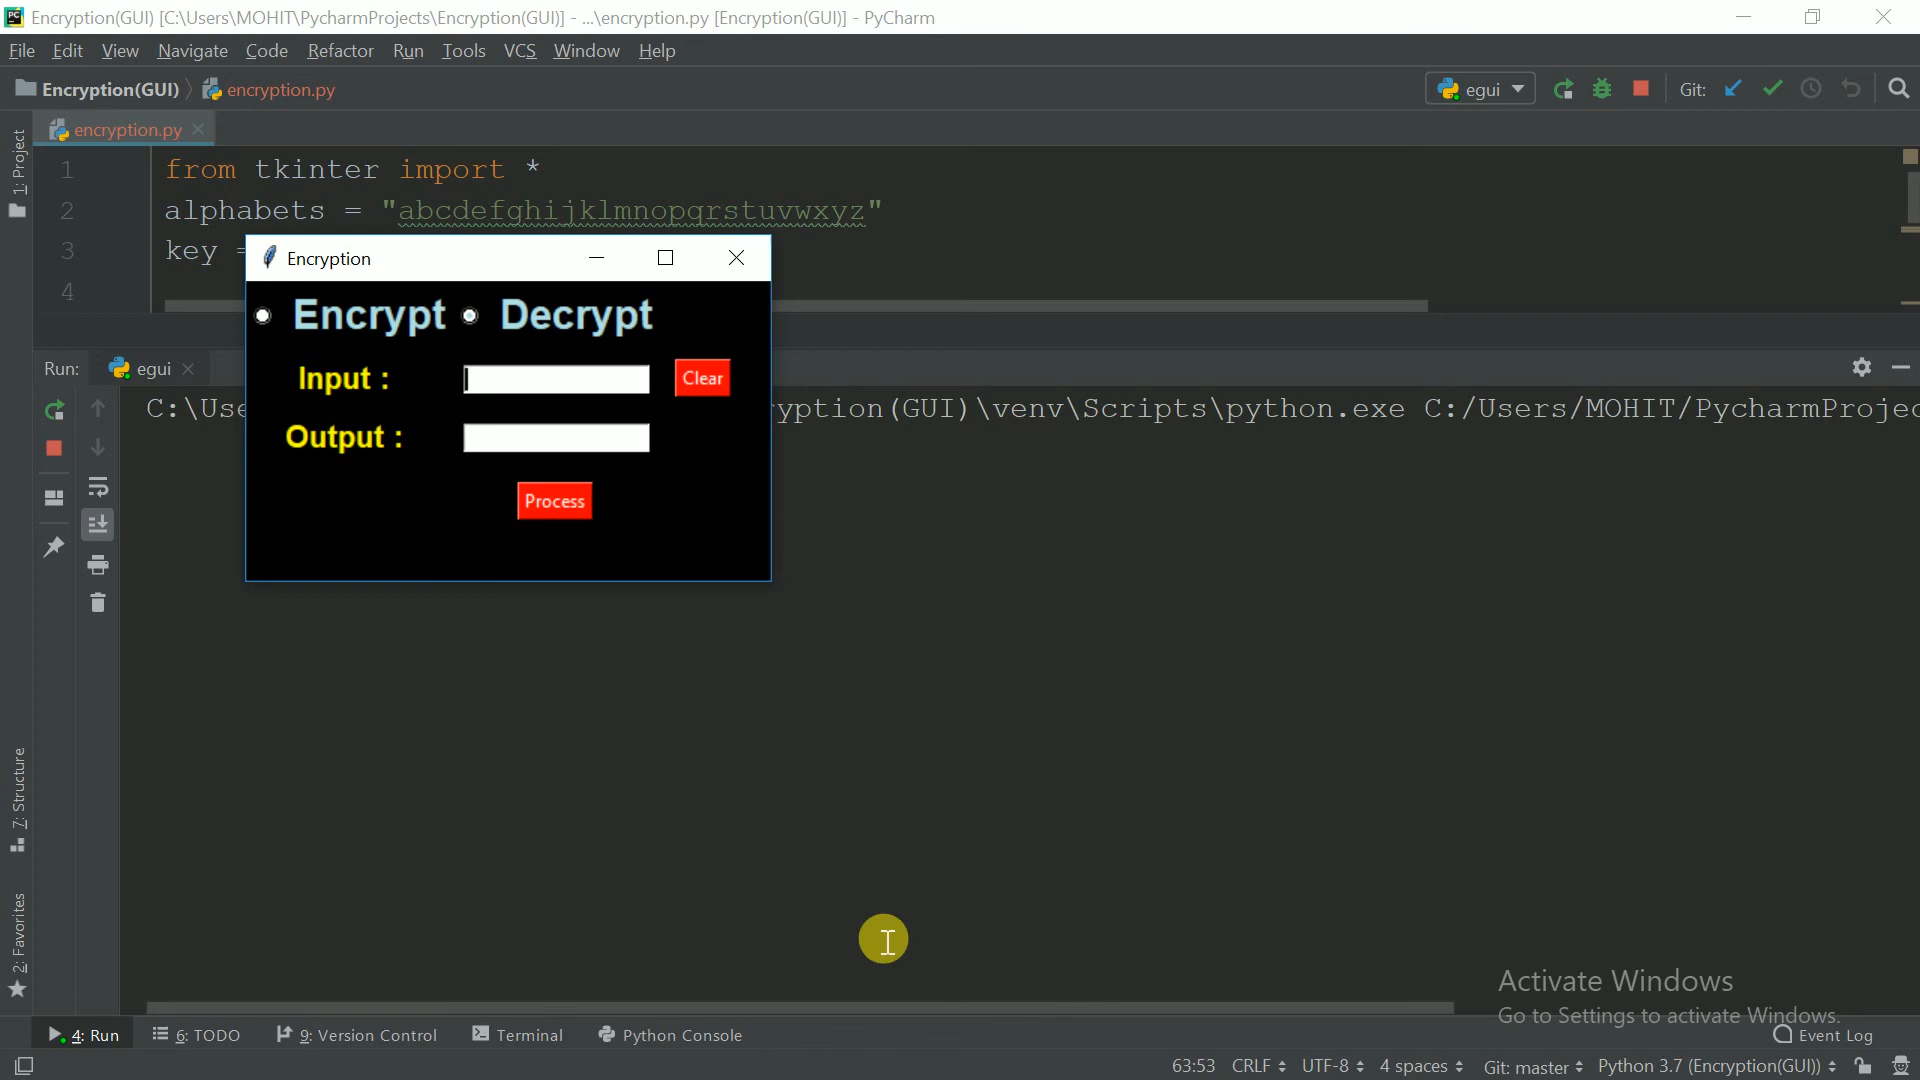 Encryption(GUI) [C:\Users\MOHIT\PycharmProjects\Encryption(GUI)] - ...\encryption.py [Encryption(GUI)] - PyCharm
File Edit View Navigate Code Refactor Run Tools VCS Window Help
Encryption(GUI) encryption.py egui Git:
encryption.py
1: Project
1 from tkinter import *
2 alphabets = "abcdefghijklmnopqrstuvwxyz"
3 key =
4
Encryption
Encrypt Decrypt
Input : Clear
Output :
Process
Run: egui
C:\Use ryption(GUI)\venv\Scripts\python.exe C:/Users/MOHIT/PycharmProjec
7: Structure
2: Favorites
Activate Windows
Go to Settings to activate Windows.
4: Run 6: TODO 9: Version Control Terminal Python Console Event Log
63:53 CRLF UTF-8 4 spaces Git: master Python 3.7 (Encryption(GUI))